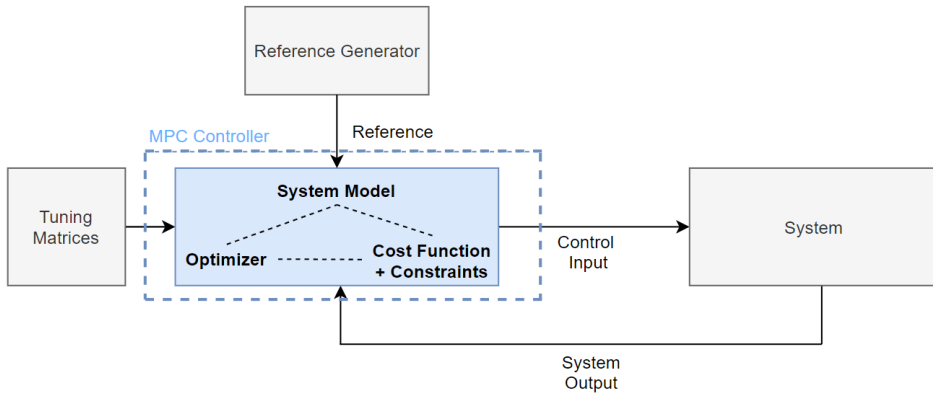 Reference Generator
Reference
MPC Controller
System Model
Optimizer
Cost Function
+ Constraints
Tuning
Matrices
Control
Input
System
System
Output